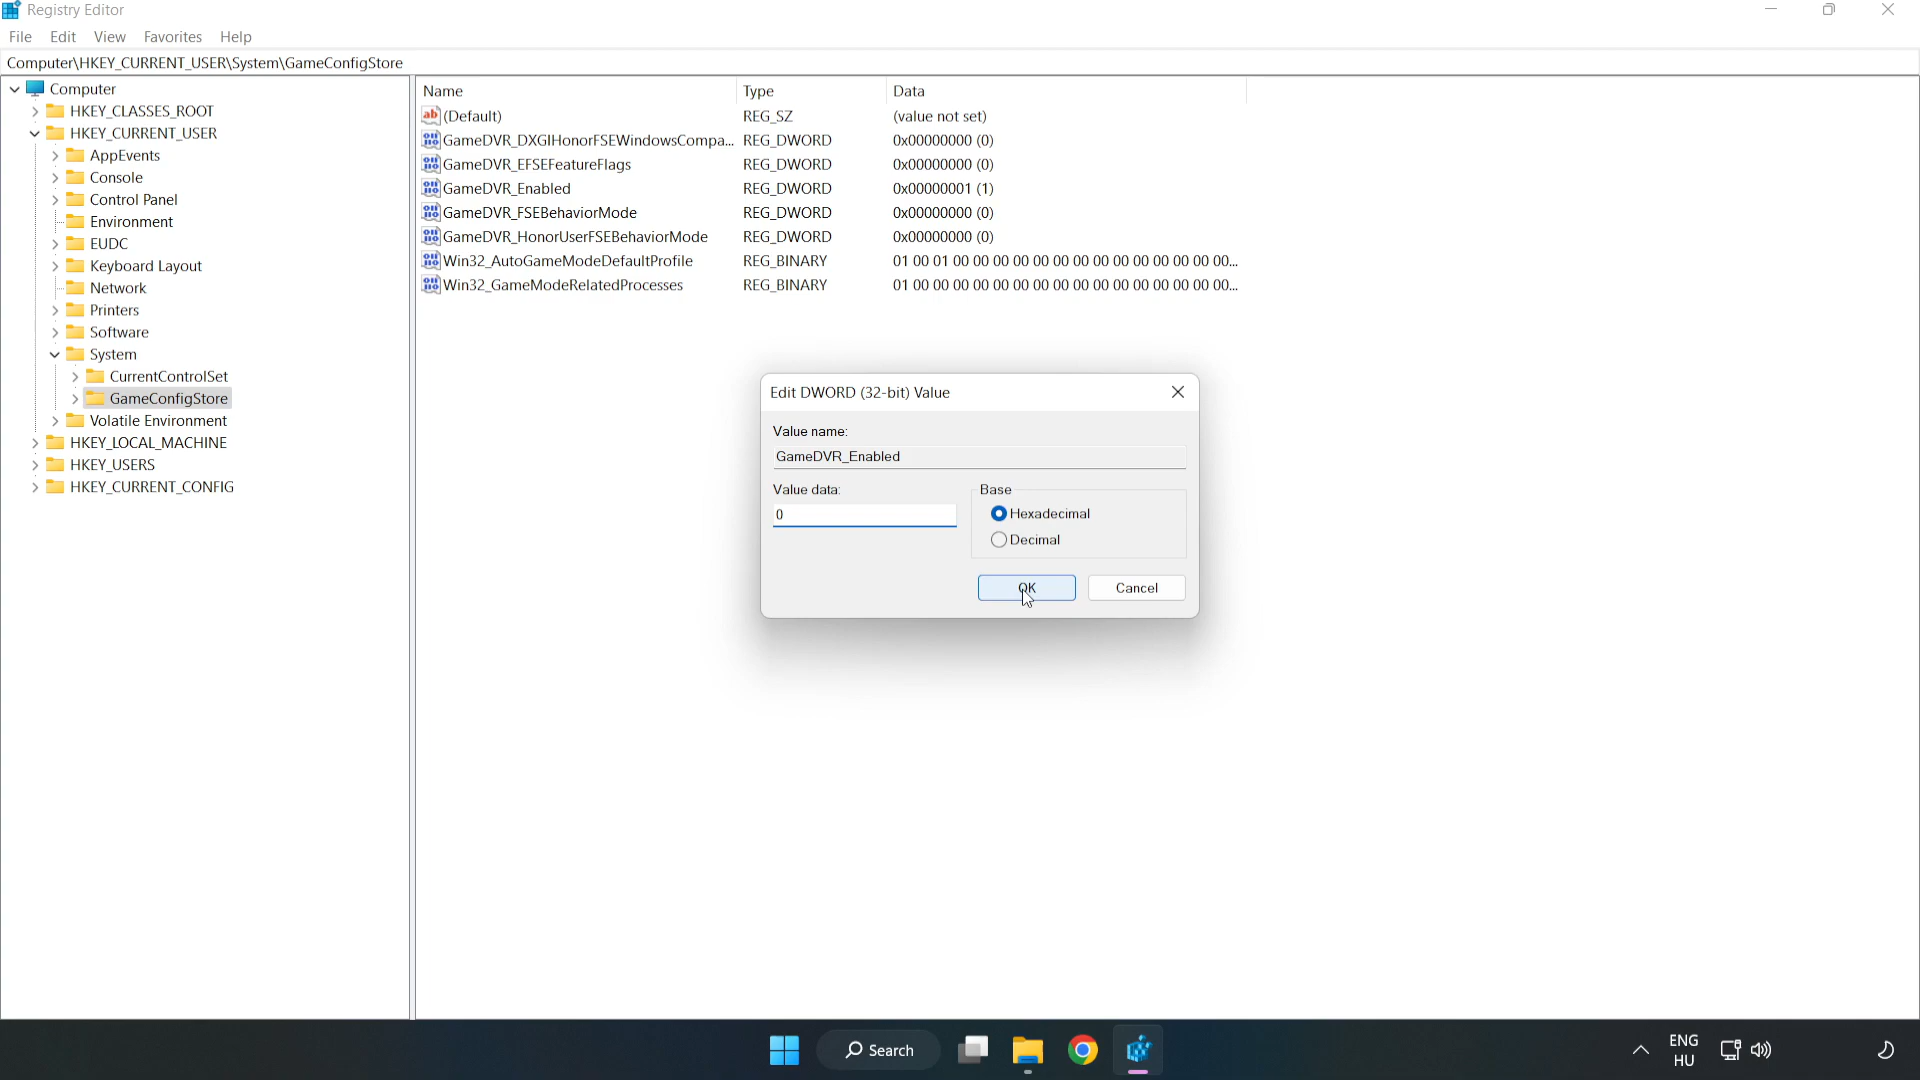 Registry Editor
File Edit View Favorites Help
Computer\HKEY_CURRENT_USER\System\GameConfigStore
Computer
HKEY_CLASSES_ROOT
HKEY_CURRENT_USER
AppEvents
Console
Control Panel
Environment
EUDC
Keyboard Layout
Network
Printers
Software
System
CurrentControlSet
GameConfigStore
Volatile Environment
HKEY_LOCAL_MACHINE
HKEY_USERS
HKEY_CURRENT_CONFIG
Name Type Data
(Default) REG_SZ (value not set)
GameDVR_DXGIHonorFSEWindowsCompa... REG_DWORD 0x00000000 (0)
GameDVR_EFSEFeatureFlags REG_DWORD 0x00000000 (0)
GameDVR_Enabled REG_DWORD 0x00000001 (1)
GameDVR_FSEBehaviorMode REG_DWORD 0x00000000 (0)
GameDVR_HonorUserFSEBehaviorMode REG_DWORD 0x00000000 (0)
Win32_AutoGameModeDefaultProfile REG_BINARY 01 00 01 00 00 00 00 00 00 00 00 00 00 00 00 00 00...
Win32_GameModeRelatedProcesses REG_BINARY 01 00 00 00 00 00 00 00 00 00 00 00 00 00 00 00 00...
Edit DWORD (32-bit) Value
Value name:
GameDVR_Enabled
Value data:
0
Base
Hexadecimal
Decimal
OK Cancel
Search
ENG
HU